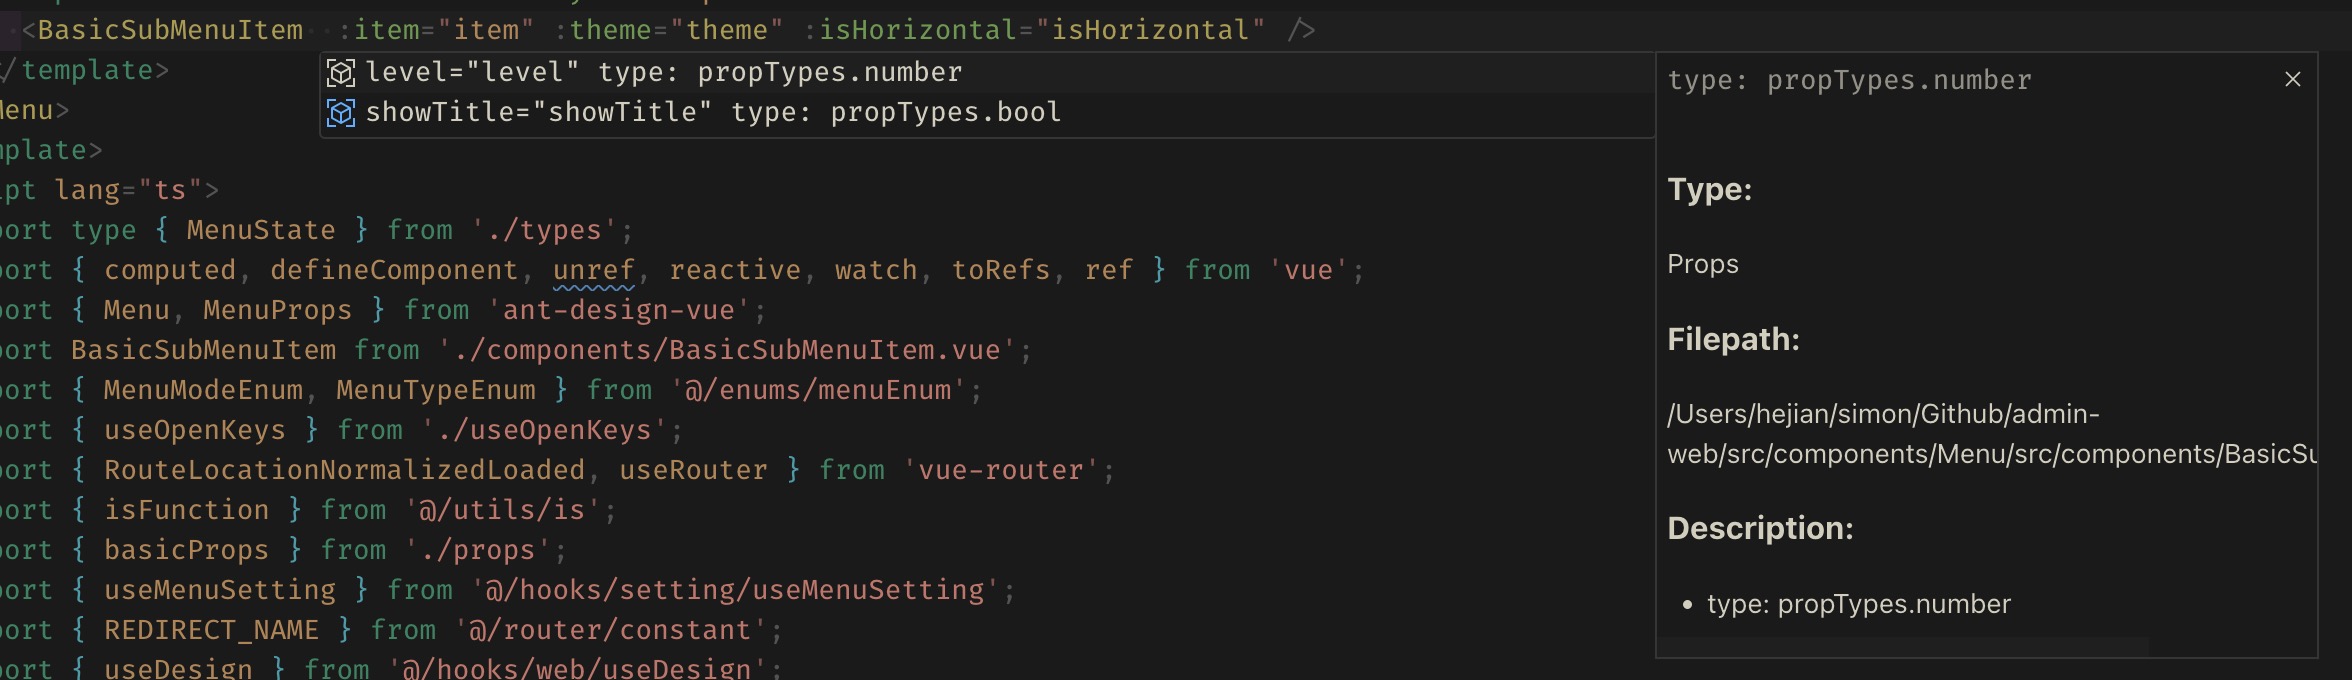 <BasicSubMenuItem :item="item" :theme="theme" :isHorizontal="isHorizontal" />
/template>
level="level" type: propTypes.number
enu>
showTitle="showTitle" type: propTypes.bool
plate>
pt lang="ts">
ort type { MenuState } from './types';
ort { computed, defineComponent, unref, reactive, watch, toRefs, ref } from 'vue';
ort { Menu, MenuProps } from 'ant-design-vue';
ort BasicSubMenuItem from './components/BasicSubMenuItem.vue';
ort { MenuModeEnum, MenuTypeEnum } from '@/enums/menuEnum';
ort { useOpenKeys } from './useOpenKeys';
ort { RouteLocationNormalizedLoaded, useRouter } from 'vue-router';
ort { isFunction } from '@/utils/is';
ort { basicProps } from './props';
ort { useMenuSetting } from '@/hooks/setting/useMenuSetting';
ort { REDIRECT_NAME } from '@/router/constant';
ort { useDesign } from '@/hooks/web/useDesign';
type: propTypes.number
Type:
Props
Filepath:
/Users/hejian/simon/Github/admin-
web/src/components/Menu/src/components/BasicSu
Description:
• type: propTypes.number